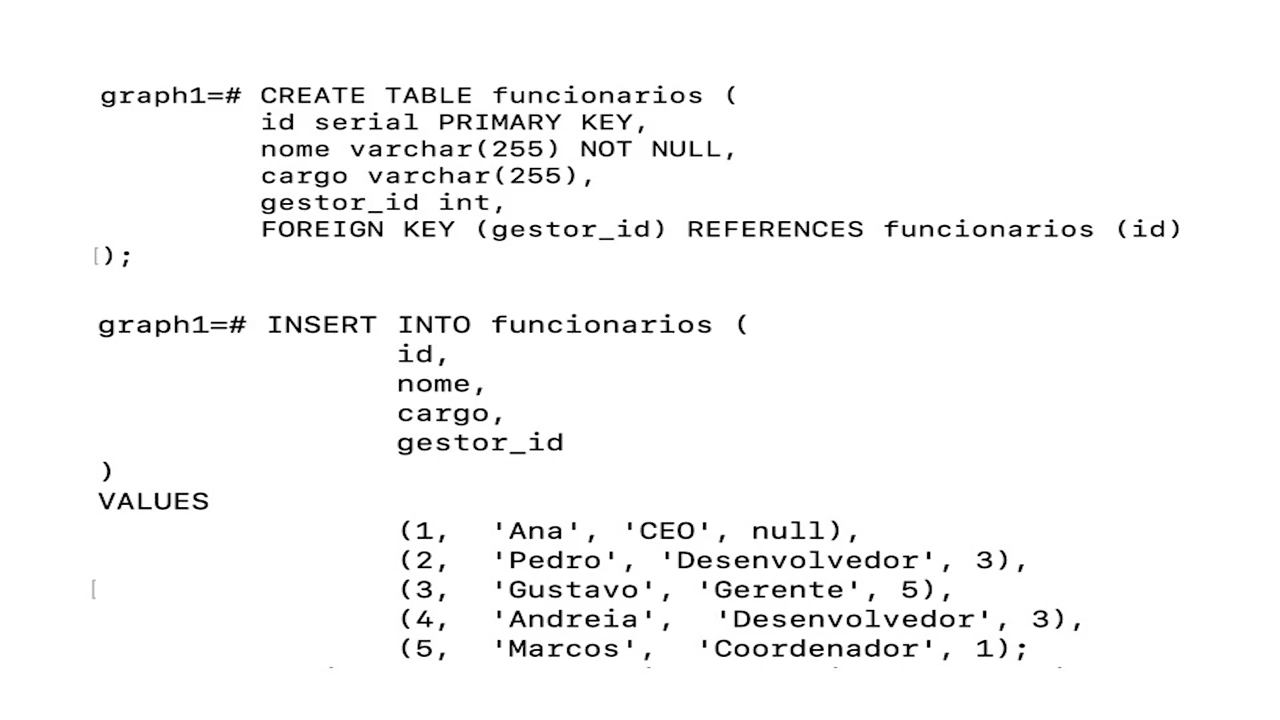 graph1=# CREATE TABLE funcionarios (
id serial PRIMARY KEY,
nome varchar(255) NOT NULL,
cargo varchar(255),
gestor_id int,
FOREIGN KEY (gestor_id) REFERENCES funcionarios (id)
[);
graph1=# INSERT INTO funcionarios (
id,
nome,
cargo,
gestor_id
)
VALUES
(1, 'Ana', 'CEO', null),
(2, 'Pedro', 'Desenvolvedor', 3),
[ (3, 'Gustavo', 'Gerente', 5),
(4, 'Andreia', 'Desenvolvedor', 3),
(5, 'Marcos', 'Coordenador', 1);